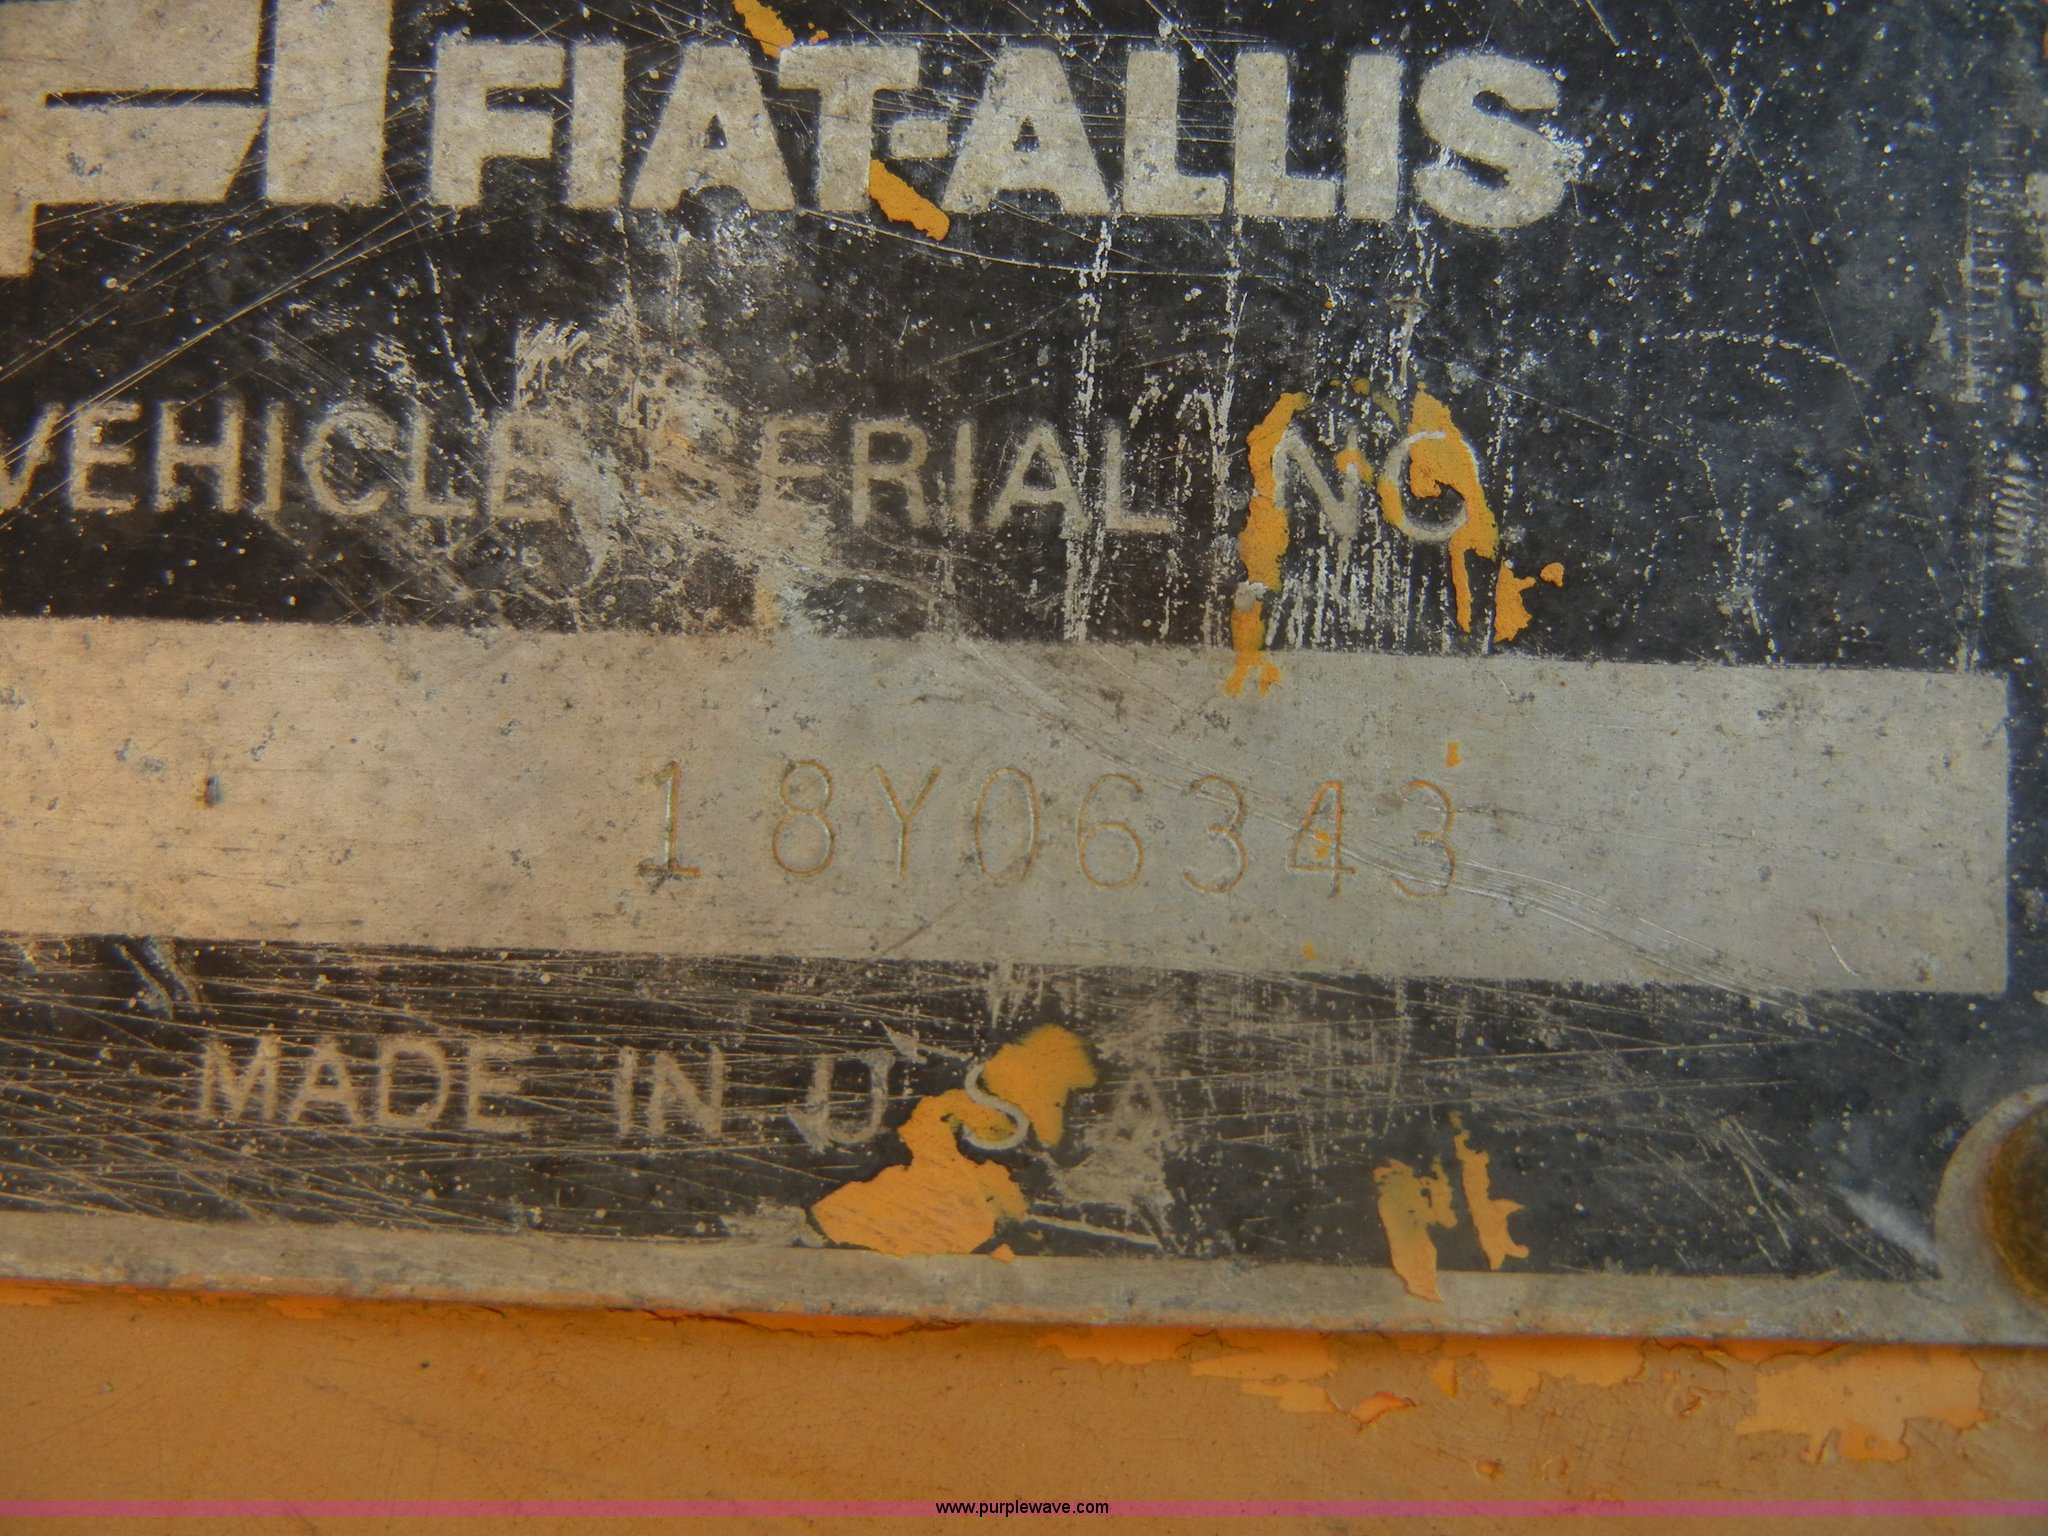 FIAT-ALLIS
VEHICLE SERIAL NO
18Y06343
MADE IN U S A
www.purplewave.com